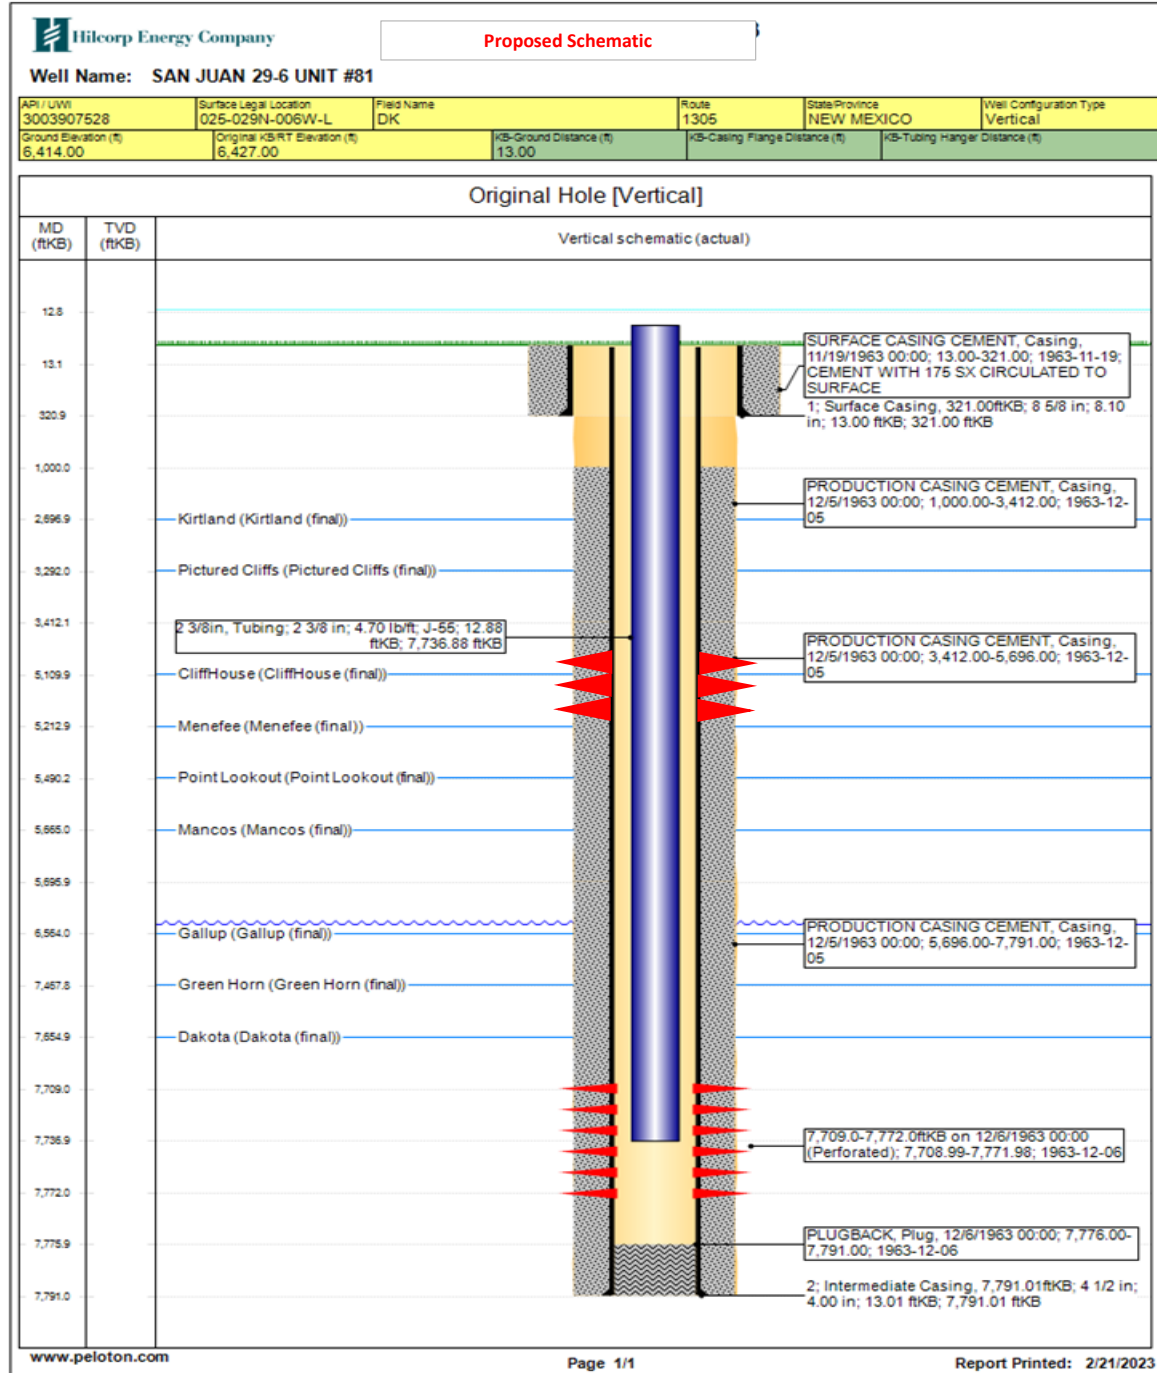 Hilcorp Energy Company
Proposed Schematic
Well Name: SAN JUAN 29-6 UNIT #81
API / UWI
3003907528
Surface Legal Location
025-029N-006W-L
Field Name
DK
Route
1305
State/Province
NEW MEXICO
Well Configuration Type
Vertical
Ground Elevation (ft)
6,414.00
Original KB/RT Elevation (ft)
6,427.00
KB-Ground Distance (ft)
13.00
KB-Casing Flange Distance (ft)
KB-Tubing Hanger Distance (ft)
Original Hole [Vertical]
MD
(ftKB)
TVD
(ftKB)
Vertical schematic (actual)
12.8
SURFACE CASING CEMENT, Casing,
11/19/1963 00:00; 13.00-321.00; 1963-11-19;
CEMENT WITH 175 SX CIRCULATED TO
SURFACE
13.1
1; Surface Casing, 321.00ftKB; 8 5/8 in; 8.10
in; 13.00 ftKB; 321.00 ftKB
320.9
1,000.0
PRODUCTION CASING CEMENT, Casing,
12/5/1963 00:00; 1,000.00-3,412.00; 1963-12-
05
2,696.9
Kirtland (Kirtland (final))
3,292.0
Pictured Cliffs (Pictured Cliffs (final))
3,412.1
2 3/8in, Tubing; 2 3/8 in; 4.70 lb/ft; J-55; 12.88
ftKB; 7,736.88 ftKB
PRODUCTION CASING CEMENT, Casing,
12/5/1963 00:00; 3,412.00-5,696.00; 1963-12-
05
5,109.9
CliffHouse (CliffHouse (final))
5,212.9
Menefee (Menefee (final))
5,490.2
Point Lookout (Point Lookout (final))
5,665.0
Mancos (Mancos (final))
5,695.9
6,564.0
Gallup (Gallup (final))
PRODUCTION CASING CEMENT, Casing,
12/5/1963 00:00; 5,696.00-7,791.00; 1963-12-
05
7,457.8
Green Horn (Green Horn (final))
7,654.9
Dakota (Dakota (final))
7,709.0
7,736.9
7,709.0-7,772.0ftKB on 12/6/1963 00:00
(Perforated); 7,708.99-7,771.98; 1963-12-06
7,772.0
7,775.9
PLUGBACK, Plug, 12/6/1963 00:00; 7,776.00-
7,791.00; 1963-12-06
7,791.0
2; Intermediate Casing, 7,791.01ftKB; 4 1/2 in;
4.00 in; 13.01 ftKB; 7,791.01 ftKB
www.peloton.com
Page 1/1
Report Printed: 2/21/2023